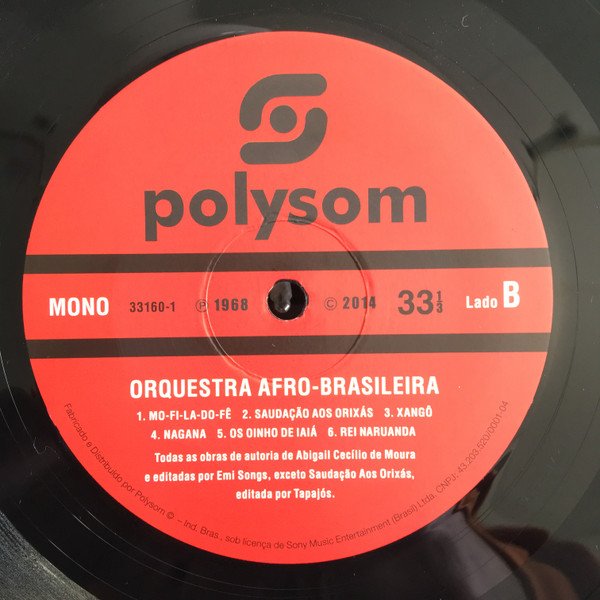 polysom
MONO 33160-1 ℗ 1968 © 2014 33 1/3 Lado B
ORQUESTRA AFRO-BRASILEIRA
1. MO-FI-LA-DO-FÊ 2. SAUDAÇÃO AOS ORIXÁS 3. XANGÔ
4. NAGANA 5. OS OINHO DE IAIÁ 6. REI NARUANDA
Todas as obras de autoria de Abigail Cecílio de Moura
e editadas por Emi Songs, exceto Saudação Aos Orixás,
editada por Tapajós.
Fabricado e Distribuído por Polysom © – Ind. Bras., sob licença de Sony Music Entertainment (Brasil) Ltda. CNPJ: 43.203.520/0001-04